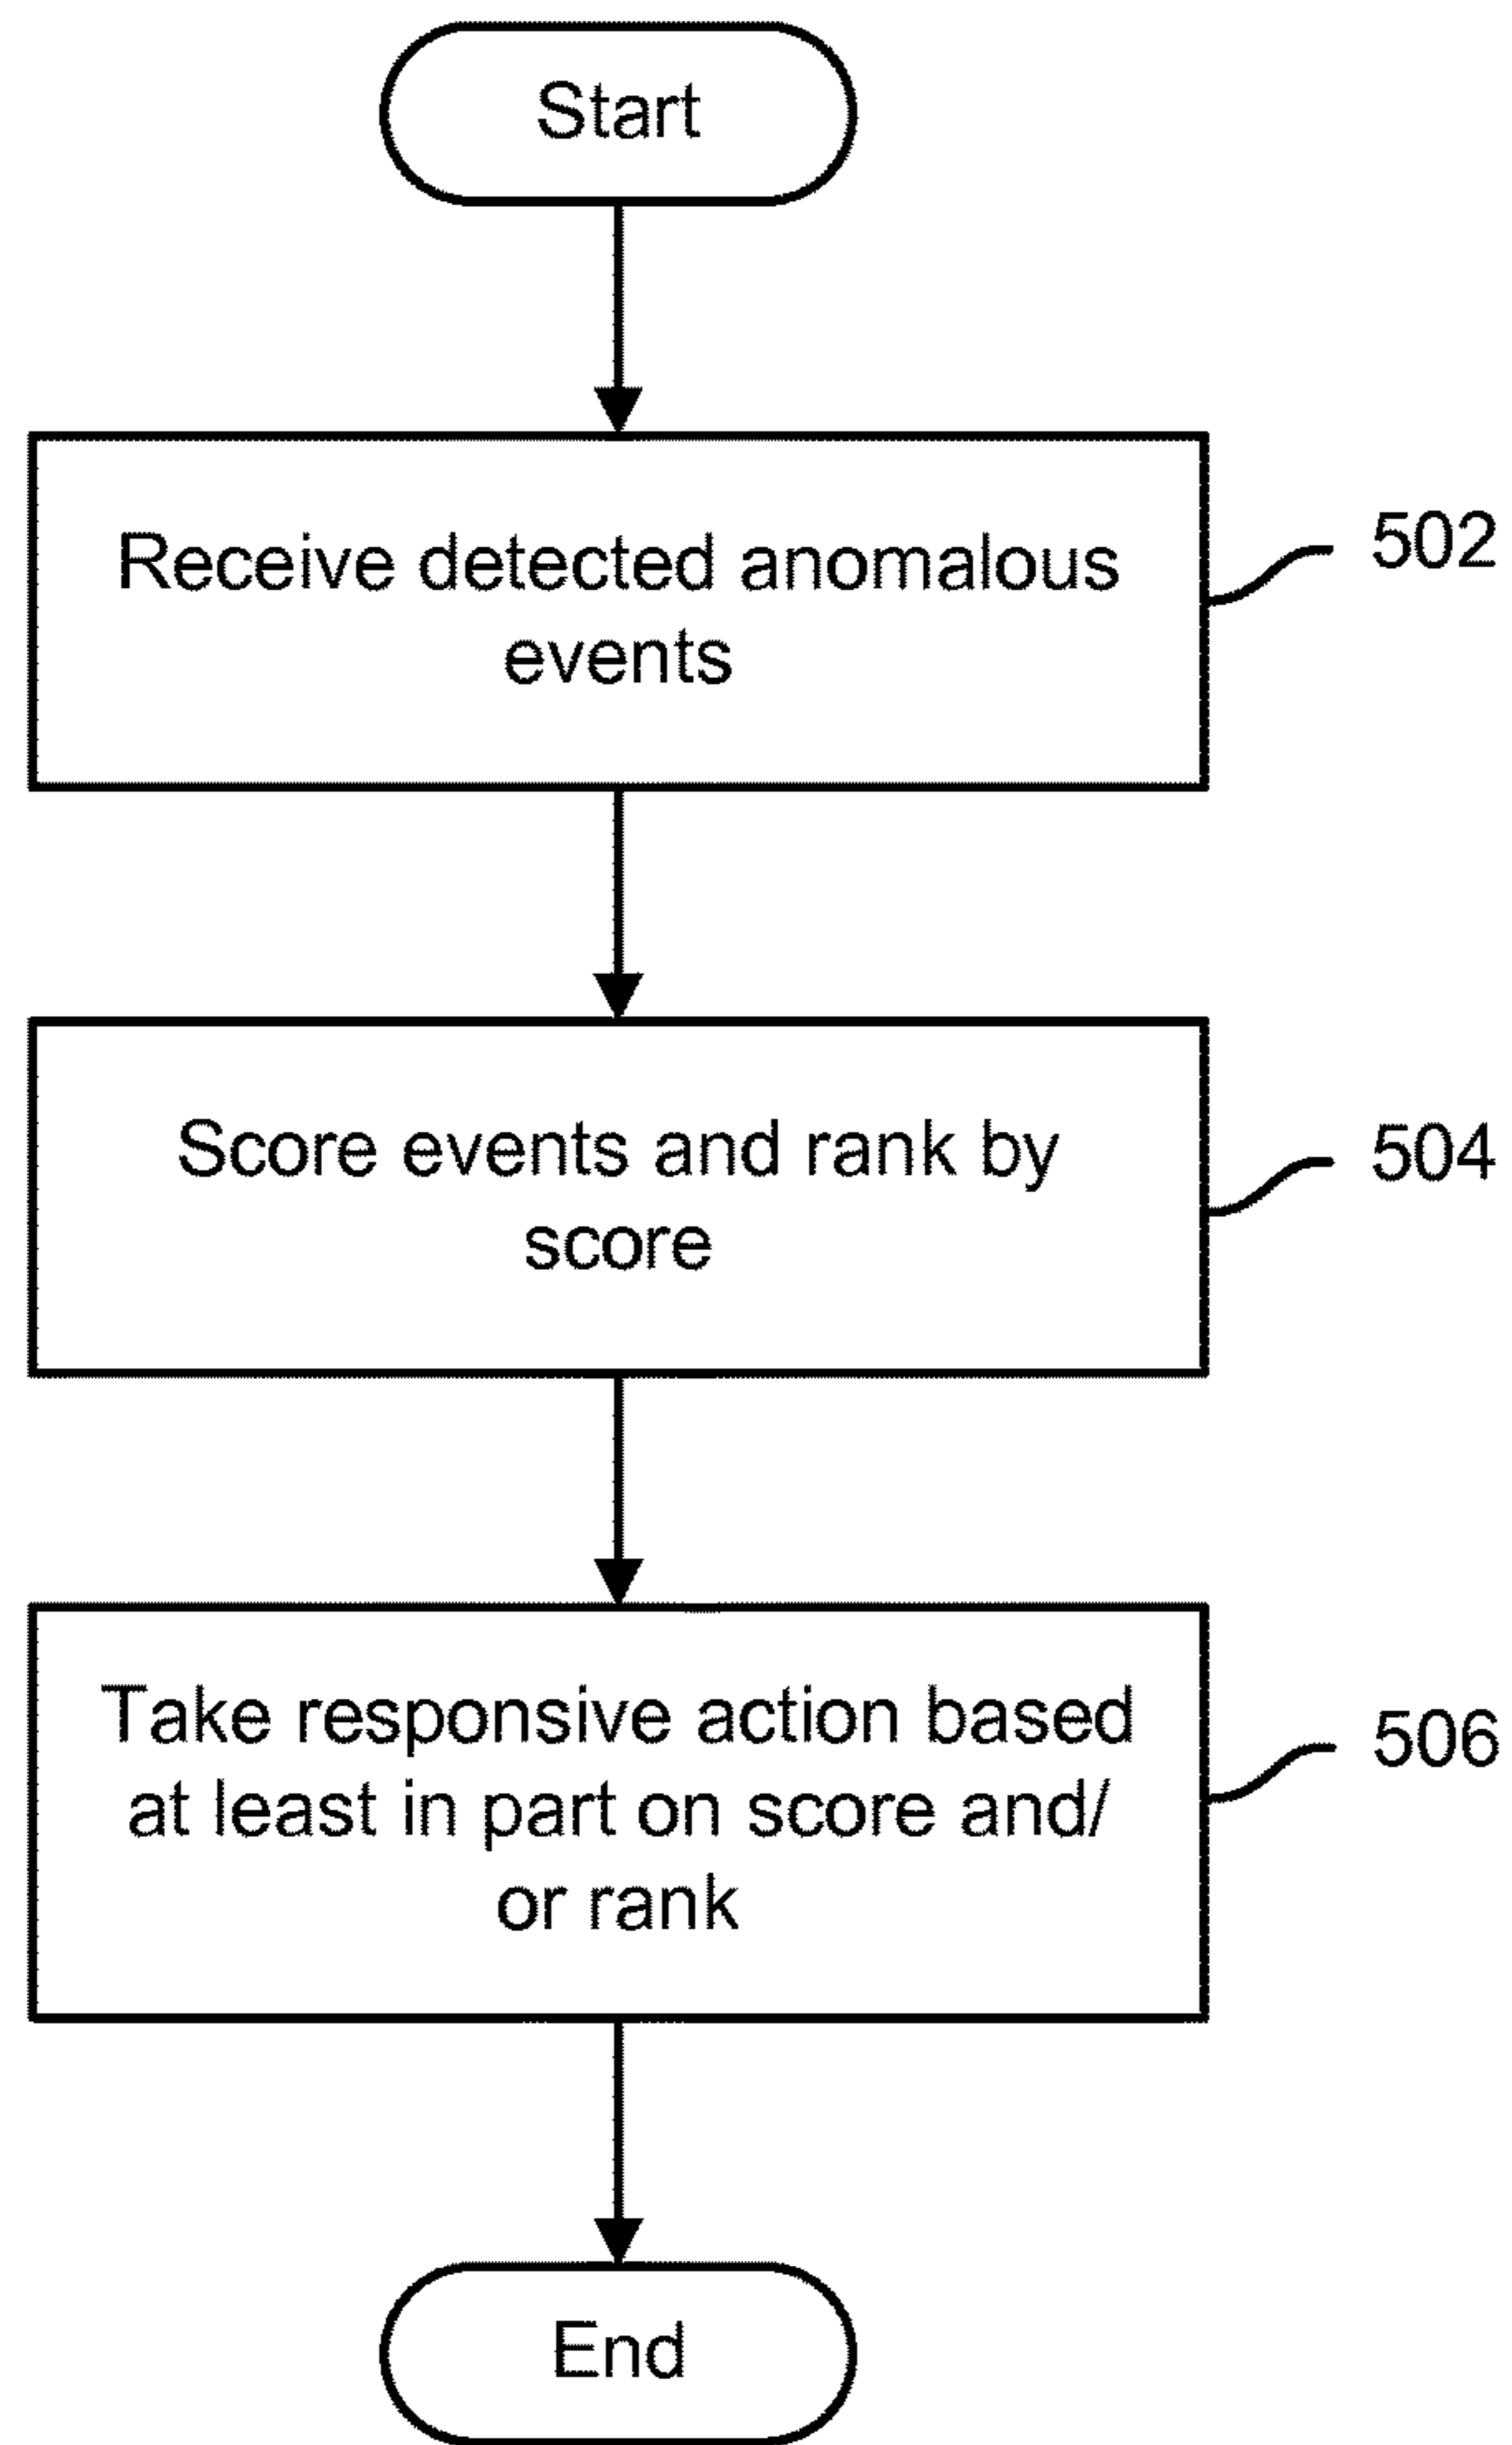 Start
Receive detected anomalous
events
502
Score events and rank by
score
504
Take responsive action based
at least in part on score and/
or rank
506
End